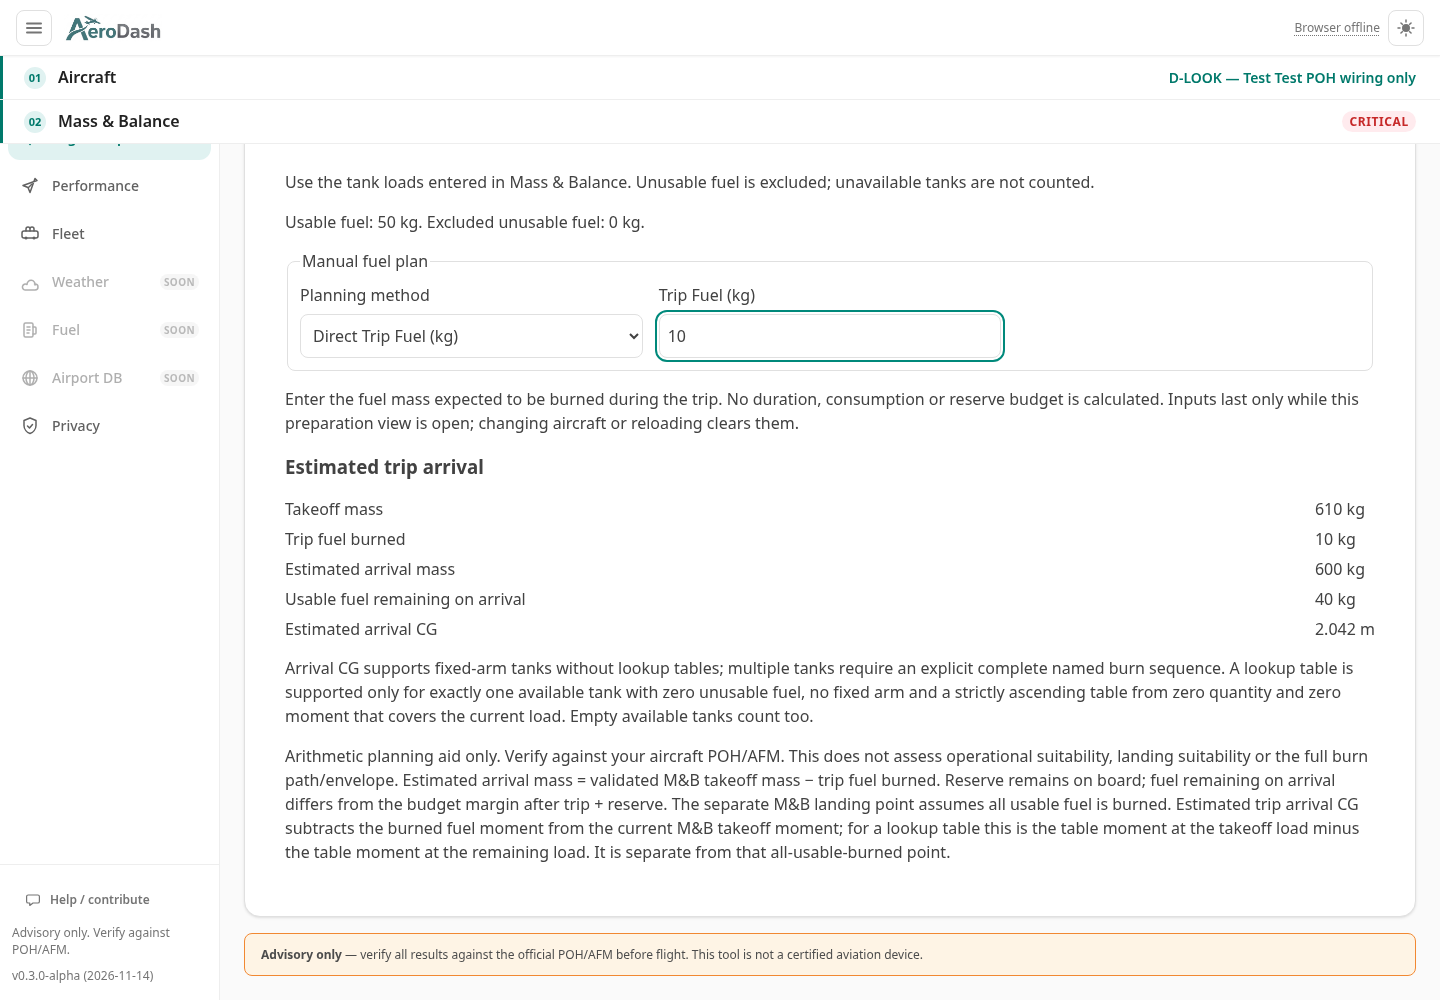 AeroDash
Browser offline
01 Aircraft
D-LOOK — Test Test POH wiring only
02 Mass & Balance
CRITICAL
Performance
Fleet
Weather SOON
Fuel SOON
Airport DB SOON
Privacy
Help / contribute
Advisory only. Verify against
POH/AFM.
v0.3.0-alpha (2026-11-14)
Use the tank loads entered in Mass & Balance. Unusable fuel is excluded; unavailable tanks are not counted.
Usable fuel: 50 kg. Excluded unusable fuel: 0 kg.
Manual fuel plan
Planning method
Trip Fuel (kg)
Direct Trip Fuel (kg)
10
Enter the fuel mass expected to be burned during the trip. No duration, consumption or reserve budget is calculated. Inputs last only while this
preparation view is open; changing aircraft or reloading clears them.
Estimated trip arrival
Takeoff mass 610 kg
Trip fuel burned 10 kg
Estimated arrival mass 600 kg
Usable fuel remaining on arrival 40 kg
Estimated arrival CG 2.042 m
Arrival CG supports fixed-arm tanks without lookup tables; multiple tanks require an explicit complete named burn sequence. A lookup table is
supported only for exactly one available tank with zero unusable fuel, no fixed arm and a strictly ascending table from zero quantity and zero
moment that covers the current load. Empty available tanks count too.
Arithmetic planning aid only. Verify against your aircraft POH/AFM. This does not assess operational suitability, landing suitability or the full burn
path/envelope. Estimated arrival mass = validated M&B takeoff mass − trip fuel burned. Reserve remains on board; fuel remaining on arrival
differs from the budget margin after trip + reserve. The separate M&B landing point assumes all usable fuel is burned. Estimated trip arrival CG
subtracts the burned fuel moment from the current M&B takeoff moment; for a lookup table this is the table moment at the takeoff load minus
the table moment at the remaining load. It is separate from that all-usable-burned point.
Advisory only — verify all results against the official POH/AFM before flight. This tool is not a certified aviation device.